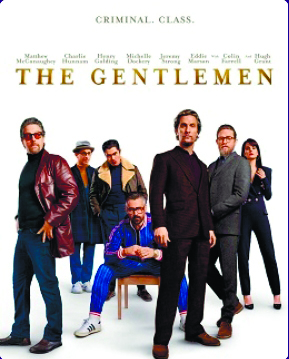 CRIMINAL. CLASS.
Matthew Charlie Henry Michelle Jeremy Eddie Colin Hugh
McConaughey Hunnam Golding Dockery Strong Marsan Farrell Grant
THE GENTLEMEN